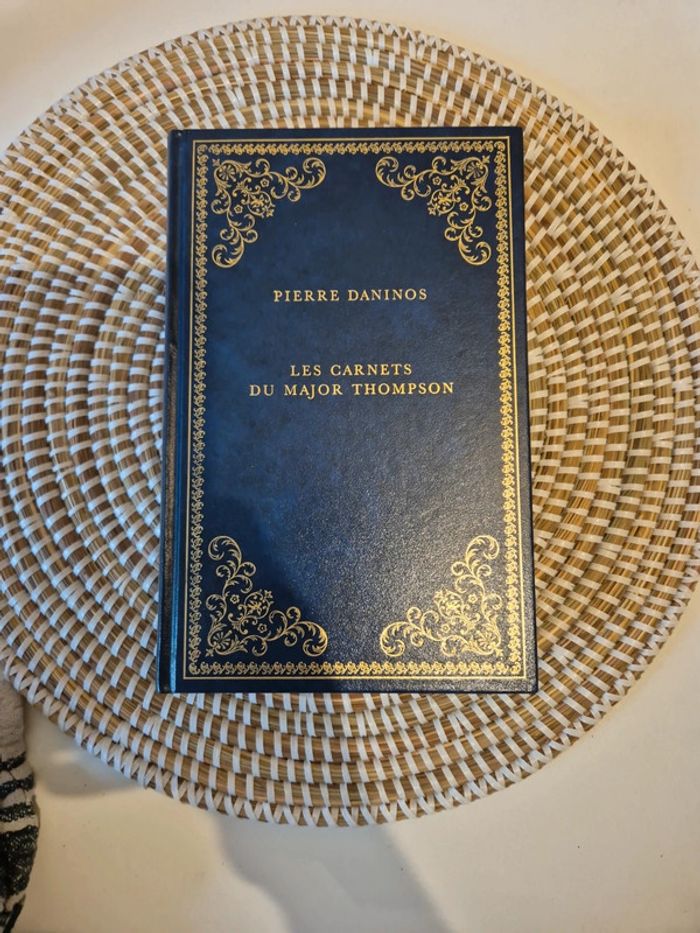 PIERRE DANINOS
LES CARNETS
DU MAJOR THOMPSON